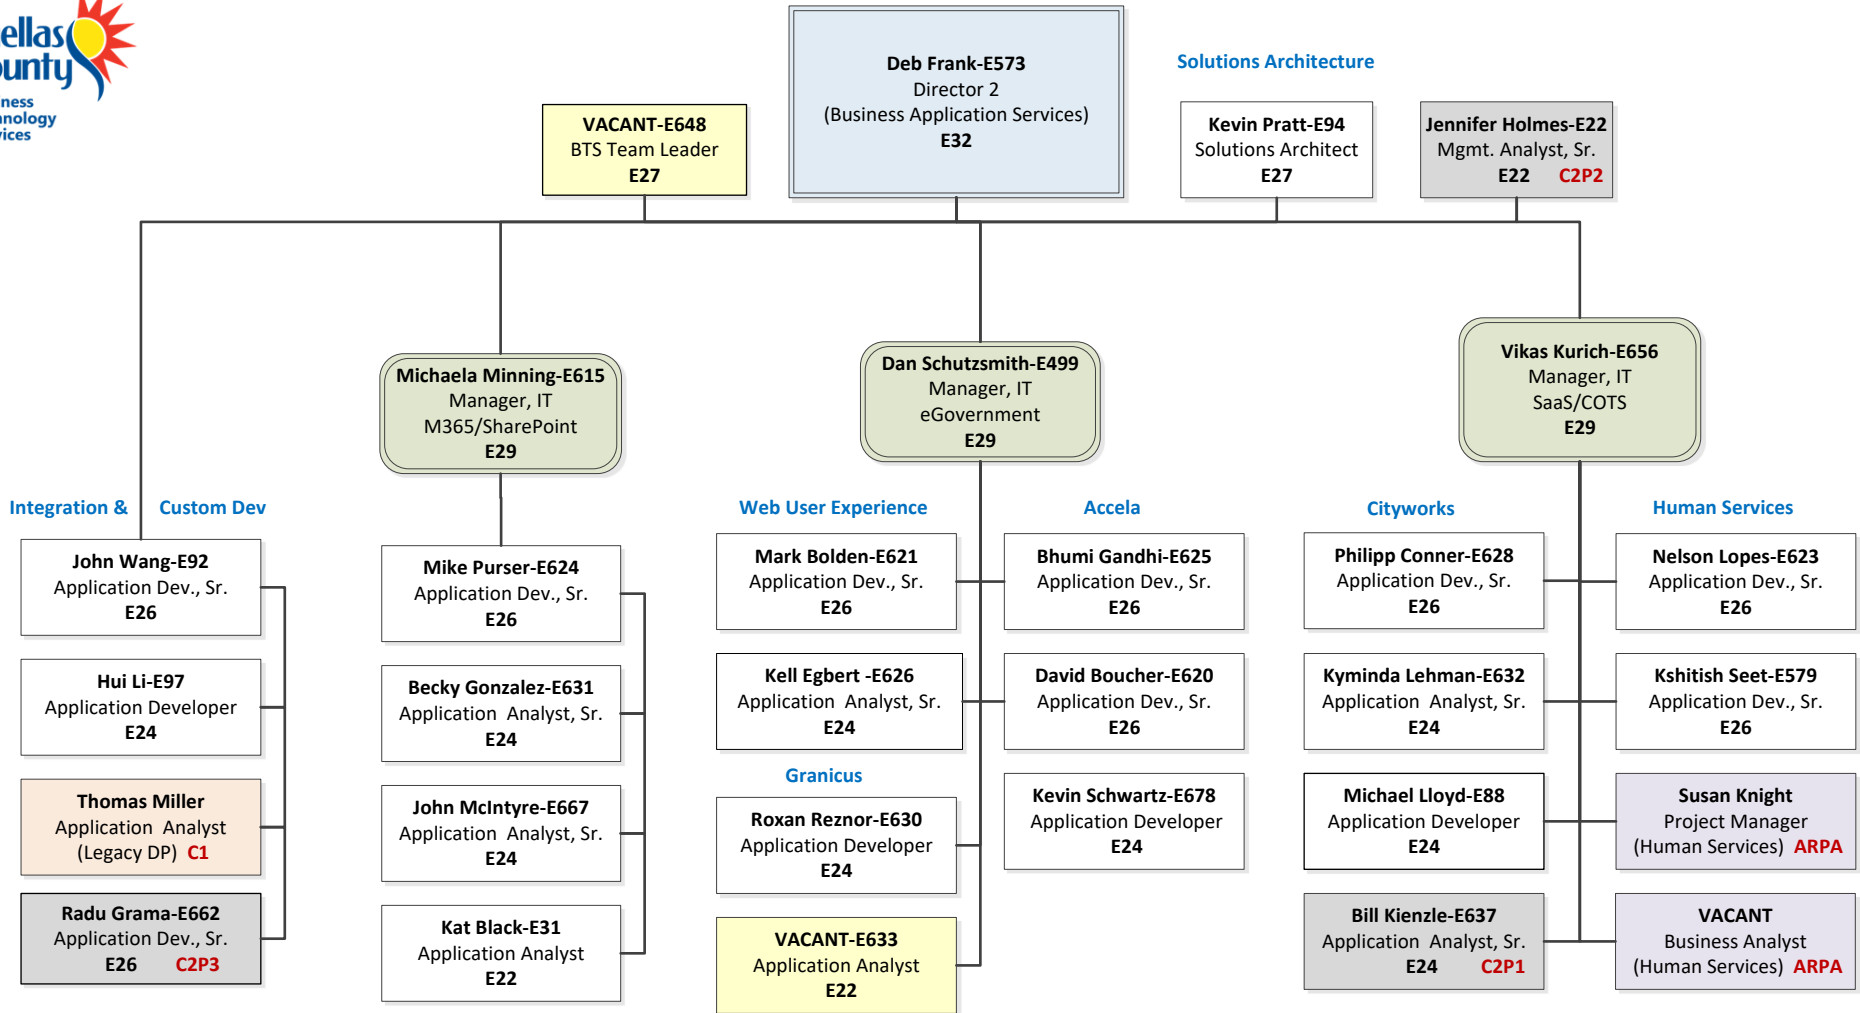 ellas
ounty
ness
nnology
vices
Deb Frank-E573
Director 2
(Business Application Services)
E32
Solutions Architecture
VACANT-E648
BTS Team Leader
E27
Kevin Pratt-E94
Solutions Architect
E27
Jennifer Holmes-E22
Mgmt. Analyst, Sr.
E22 C2P2
Michaela Minning-E615
Manager, IT
M365/SharePoint
E29
Dan Schutzsmith-E499
Manager, IT
eGovernment
E29
Vikas Kurich-E656
Manager, IT
SaaS/COTS
E29
Integration & Custom Dev
John Wang-E92
Application Dev., Sr.
E26
Hui Li-E97
Application Developer
E24
Thomas Miller
Application Analyst
(Legacy DP) C1
Radu Grama-E662
Application Dev., Sr.
E26 C2P3
Mike Purser-E624
Application Dev., Sr.
E26
Becky Gonzalez-E631
Application Analyst, Sr.
E24
John McIntyre-E667
Application Analyst, Sr.
E24
Kat Black-E31
Application Analyst
E22
Web User Experience
Mark Bolden-E621
Application Dev., Sr.
E26
Kell Egbert -E626
Application Analyst, Sr.
E24
Granicus
Roxan Reznor-E630
Application Developer
E24
VACANT-E633
Application Analyst
E22
Accela
Bhumi Gandhi-E625
Application Dev., Sr.
E26
David Boucher-E620
Application Dev., Sr.
E26
Kevin Schwartz-E678
Application Developer
E24
Cityworks
Philipp Conner-E628
Application Dev., Sr.
E26
Kyminda Lehman-E632
Application Analyst, Sr.
E24
Michael Lloyd-E88
Application Developer
E24
Bill Kienzle-E637
Application Analyst, Sr.
E24 C2P1
Human Services
Nelson Lopes-E623
Application Dev., Sr.
E26
Kshitish Seet-E579
Application Dev., Sr.
E26
Susan Knight
Project Manager
(Human Services) ARPA
VACANT
Business Analyst
(Human Services) ARPA